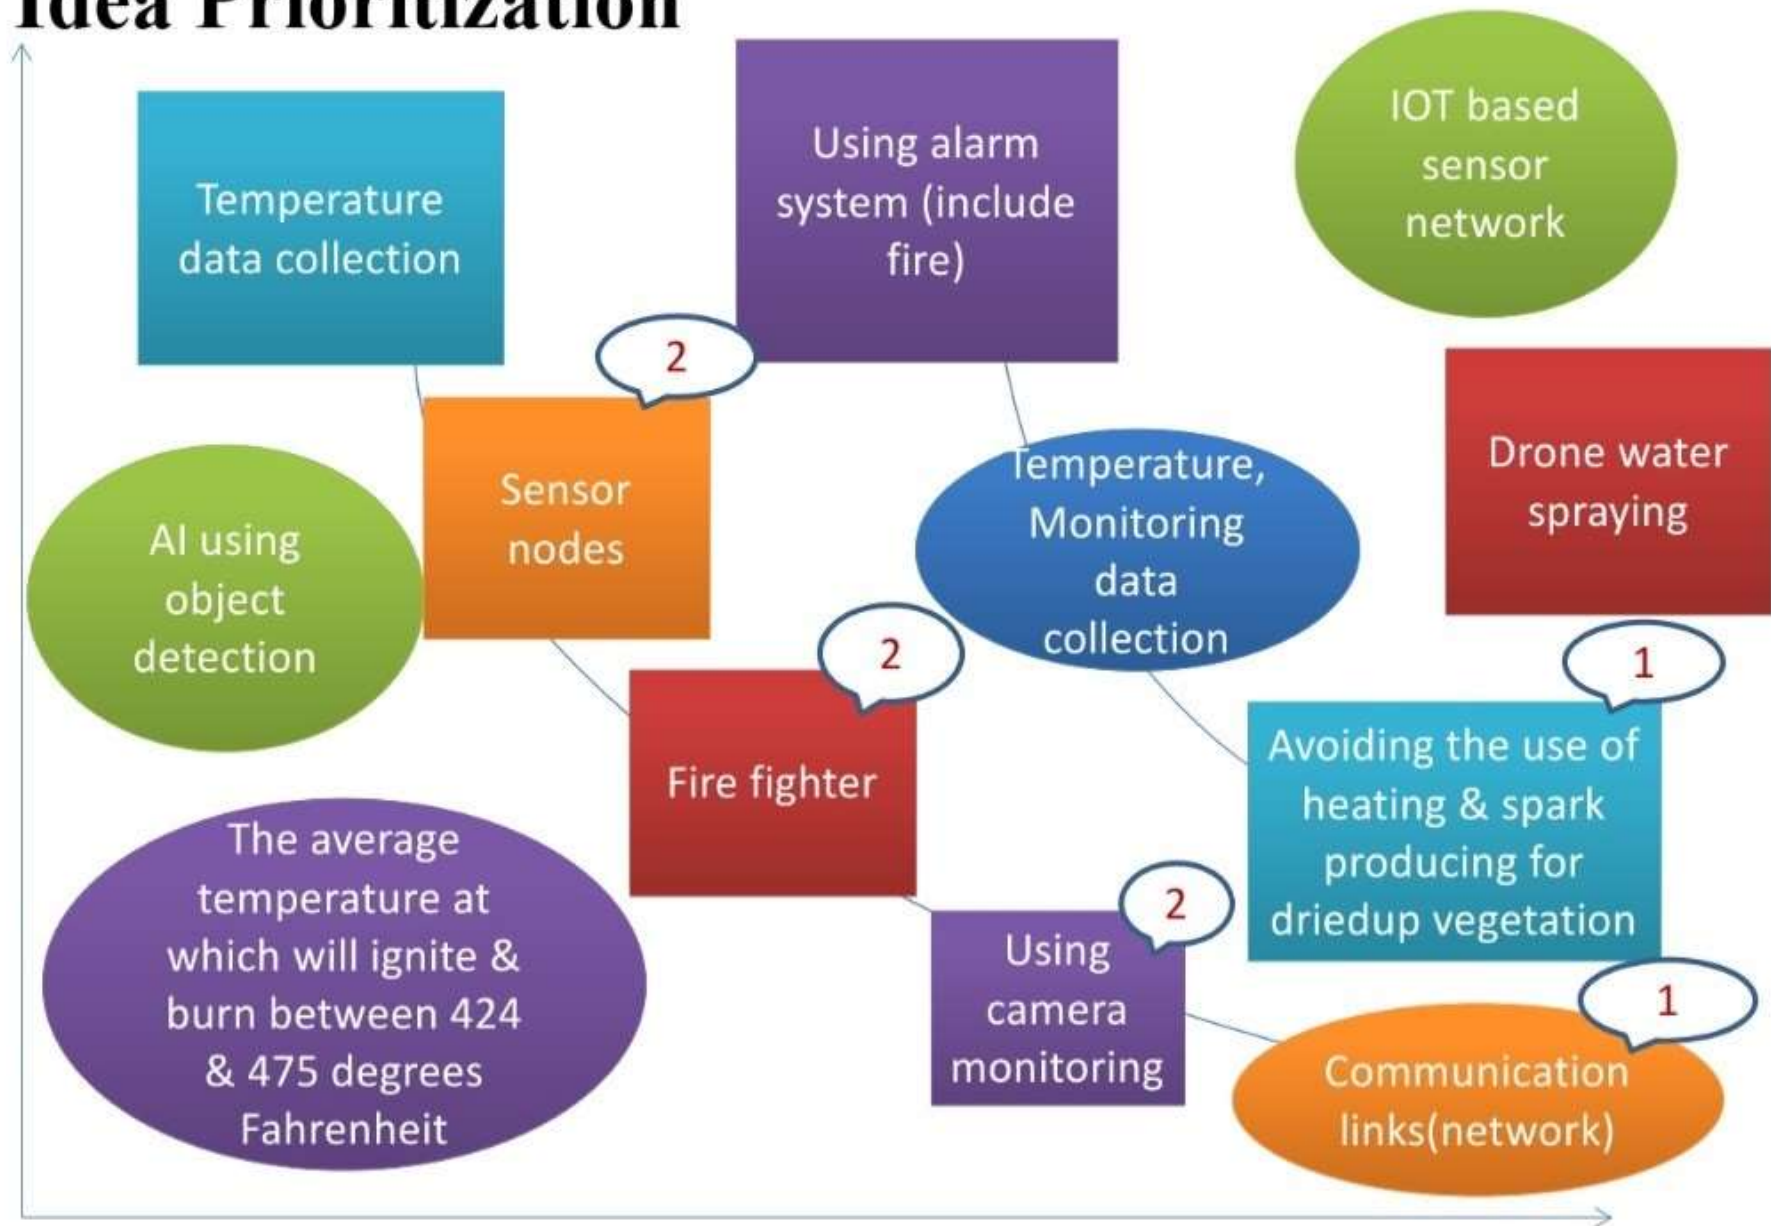 Idea Prioritization
Temperature
data collection
Using alarm
system (include
fire)
IOT based
sensor
network
2
Sensor
nodes
AI using
object
detection
Temperature,
Monitoring
data
collection
Drone water
spraying
2
Fire fighter
1
Avoiding the use of
heating & spark
producing for
driedup vegetation
The average
temperature at
which will ignite &
burn between 424
& 475 degrees
Fahrenheit
2
Using
camera
monitoring
1
Communication
links(network)